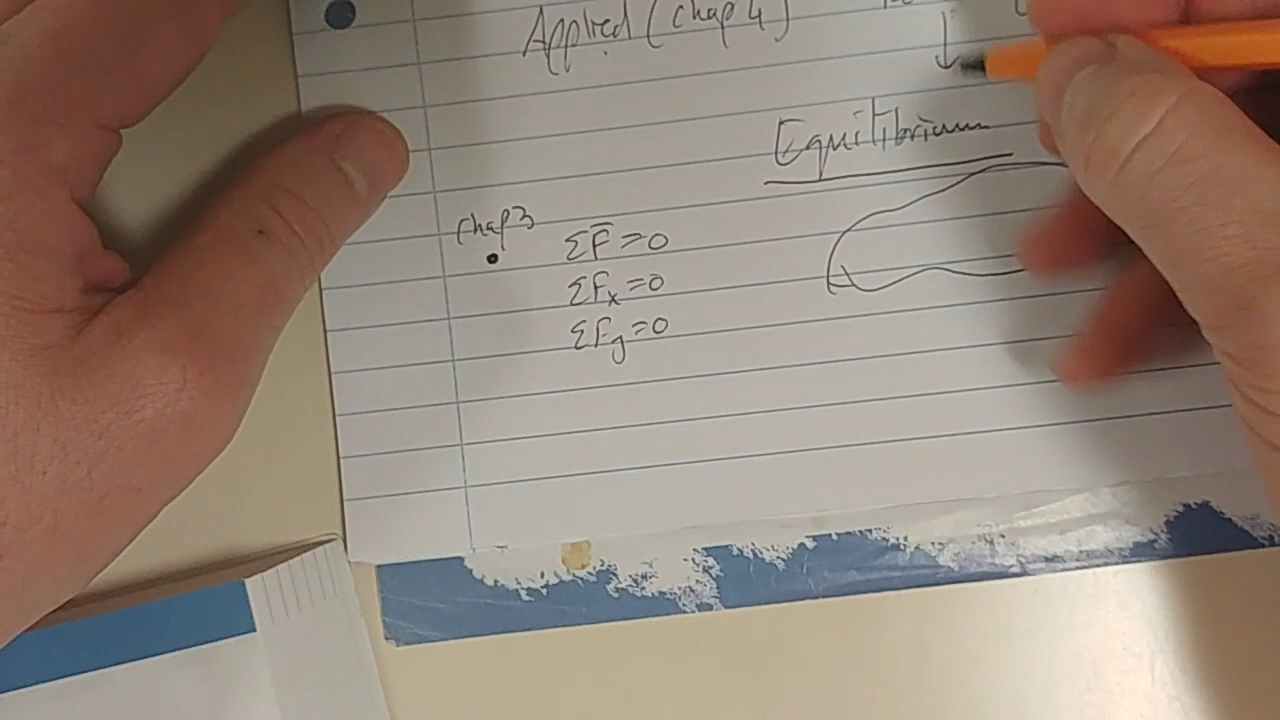 Applied (Chap 4)
Equilibrium
Chap 3
ΣF̅=0
ΣFx=0
ΣFy=0